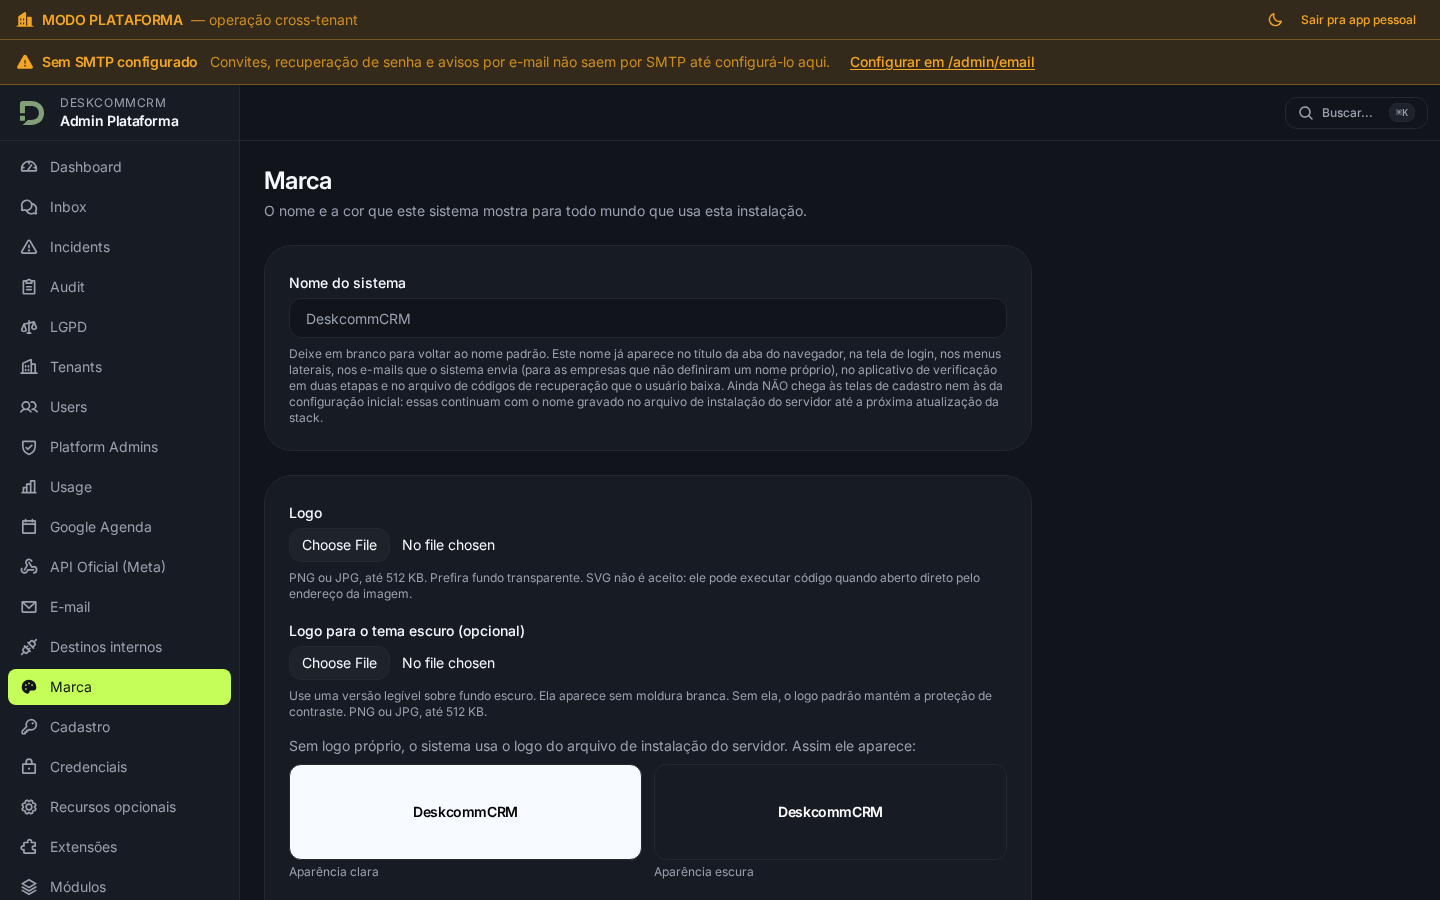 MODO PLATAFORMA — operação cross-tenant
Sair pra app pessoal
Sem SMTP configurado Convites, recuperação de senha e avisos por e-mail não saem por SMTP até configurá-lo aqui. Configurar em /admin/email
DESKCOMMCRM
Admin Plataforma
Buscar... ⌘K
Dashboard
Inbox
Incidents
Audit
LGPD
Tenants
Users
Platform Admins
Usage
Google Agenda
API Oficial (Meta)
E-mail
Destinos internos
Marca
Cadastro
Credenciais
Recursos opcionais
Extensões
Módulos
Marca
O nome e a cor que este sistema mostra para todo mundo que usa esta instalação.
Nome do sistema
DeskcommCRM
Deixe em branco para voltar ao nome padrão. Este nome já aparece no título da aba do navegador, na tela de login, nos menus
laterais, nos e-mails que o sistema envia (para as empresas que não definiram um nome próprio), no aplicativo de verificação
em duas etapas e no arquivo de códigos de recuperação que o usuário baixa. Ainda NÃO chega às telas de cadastro nem às da
configuração inicial: essas continuam com o nome gravado no arquivo de instalação do servidor até a próxima atualização da
stack.
Logo
Choose File No file chosen
PNG ou JPG, até 512 KB. Prefira fundo transparente. SVG não é aceito: ele pode executar código quando aberto direto pelo
endereço da imagem.
Logo para o tema escuro (opcional)
Choose File No file chosen
Use uma versão legível sobre fundo escuro. Ela aparece sem moldura branca. Sem ela, o logo padrão mantém a proteção de
contraste. PNG ou JPG, até 512 KB.
Sem logo próprio, o sistema usa o logo do arquivo de instalação do servidor. Assim ele aparece:
DeskcommCRM
DeskcommCRM
Aparência clara
Aparência escura